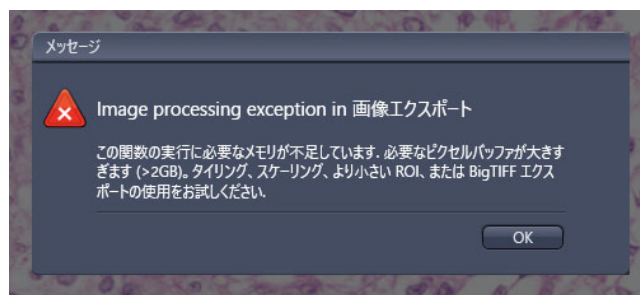 メッセージ
Image processing exception in 画像エクスポート
この関数の実行に必要なメモリが不足しています. 必要なピクセルバッファが大きす
ぎます (>2GB)。タイリング、スケーリング、より小さい ROI、または BigTIFF エクス
ポートの使用をお試しください.
OK